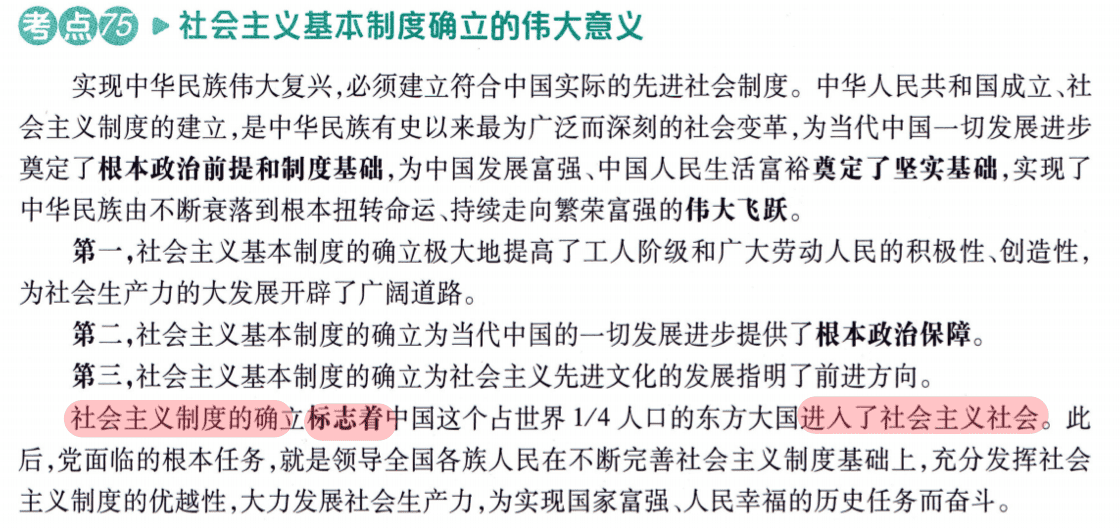 考点75 ▶ 社会主义基本制度确立的伟大意义
实现中华民族伟大复兴,必须建立符合中国实际的先进社会制度。中华人民共和国成立、社
会主义制度的建立,是中华民族有史以来最为广泛而深刻的社会变革,为当代中国一切发展进步
奠定了根本政治前提和制度基础,为中国发展富强、中国人民生活富裕奠定了坚实基础,实现了
中华民族由不断衰落到根本扭转命运、持续走向繁荣富强的伟大飞跃。
第一,社会主义基本制度的确立极大地提高了工人阶级和广大劳动人民的积极性、创造性,
为社会生产力的大发展开辟了广阔道路。
第二,社会主义基本制度的确立为当代中国的一切发展进步提供了根本政治保障。
第三,社会主义基本制度的确立为社会主义先进文化的发展指明了前进方向。
社会主义制度的确立标志着中国这个占世界1/4人口的东方大国进入了社会主义社会。此
后,党面临的根本任务,就是领导全国各族人民在不断完善社会主义制度基础上,充分发挥社会
主义制度的优越性,大力发展社会生产力,为实现国家富强、人民幸福的历史任务而奋斗。